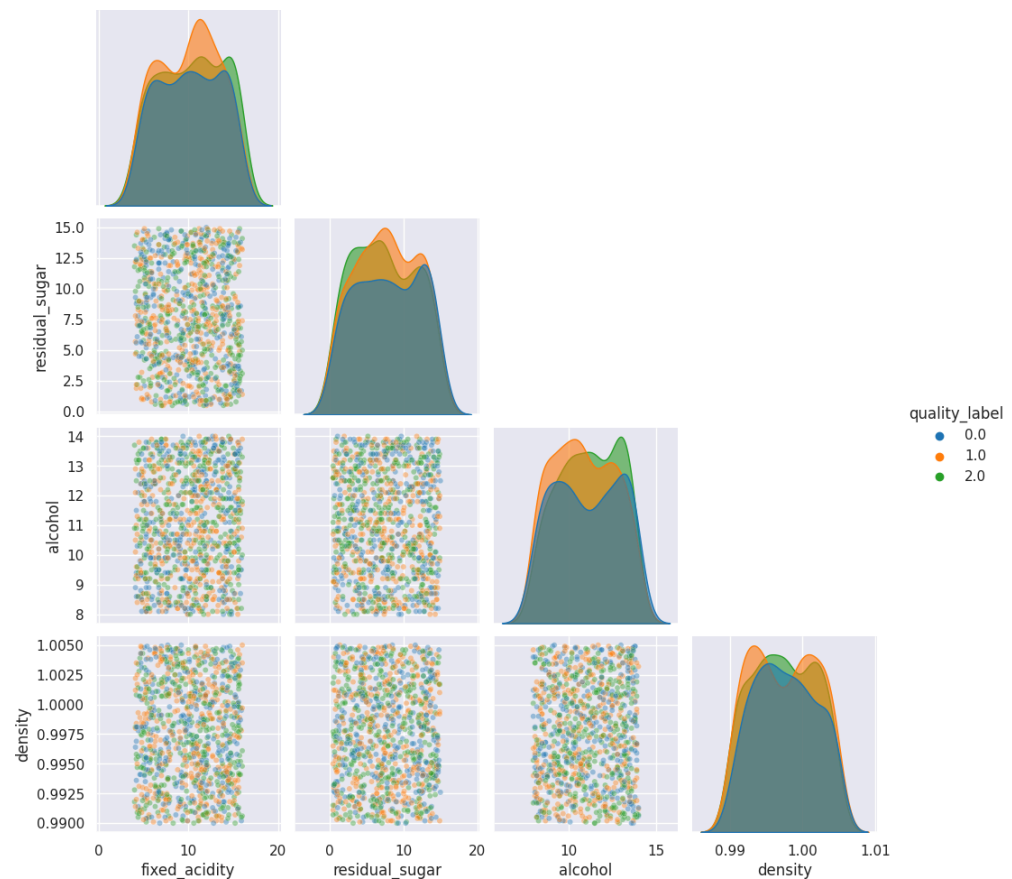 residual_sugar
15.0
12.5
10.0
7.5
5.0
2.5
0.0
alcohol
14
13
12
11
10
9
8
quality_label
0.0
1.0
2.0
density
1.0050
1.0025
1.0000
0.9975
0.9950
0.9925
0.9900
0 10 20
fixed_acidity
0 10 20
residual_sugar
10 15
alcohol
0.99 1.00 1.01
density